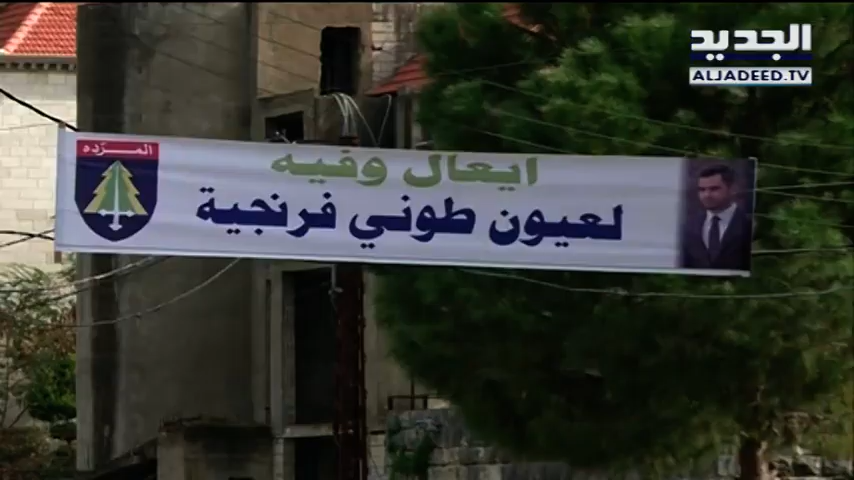 الجديد
ALJADEED.TV
المرده
ايعال وفيه
لعيون طوني فرنجية